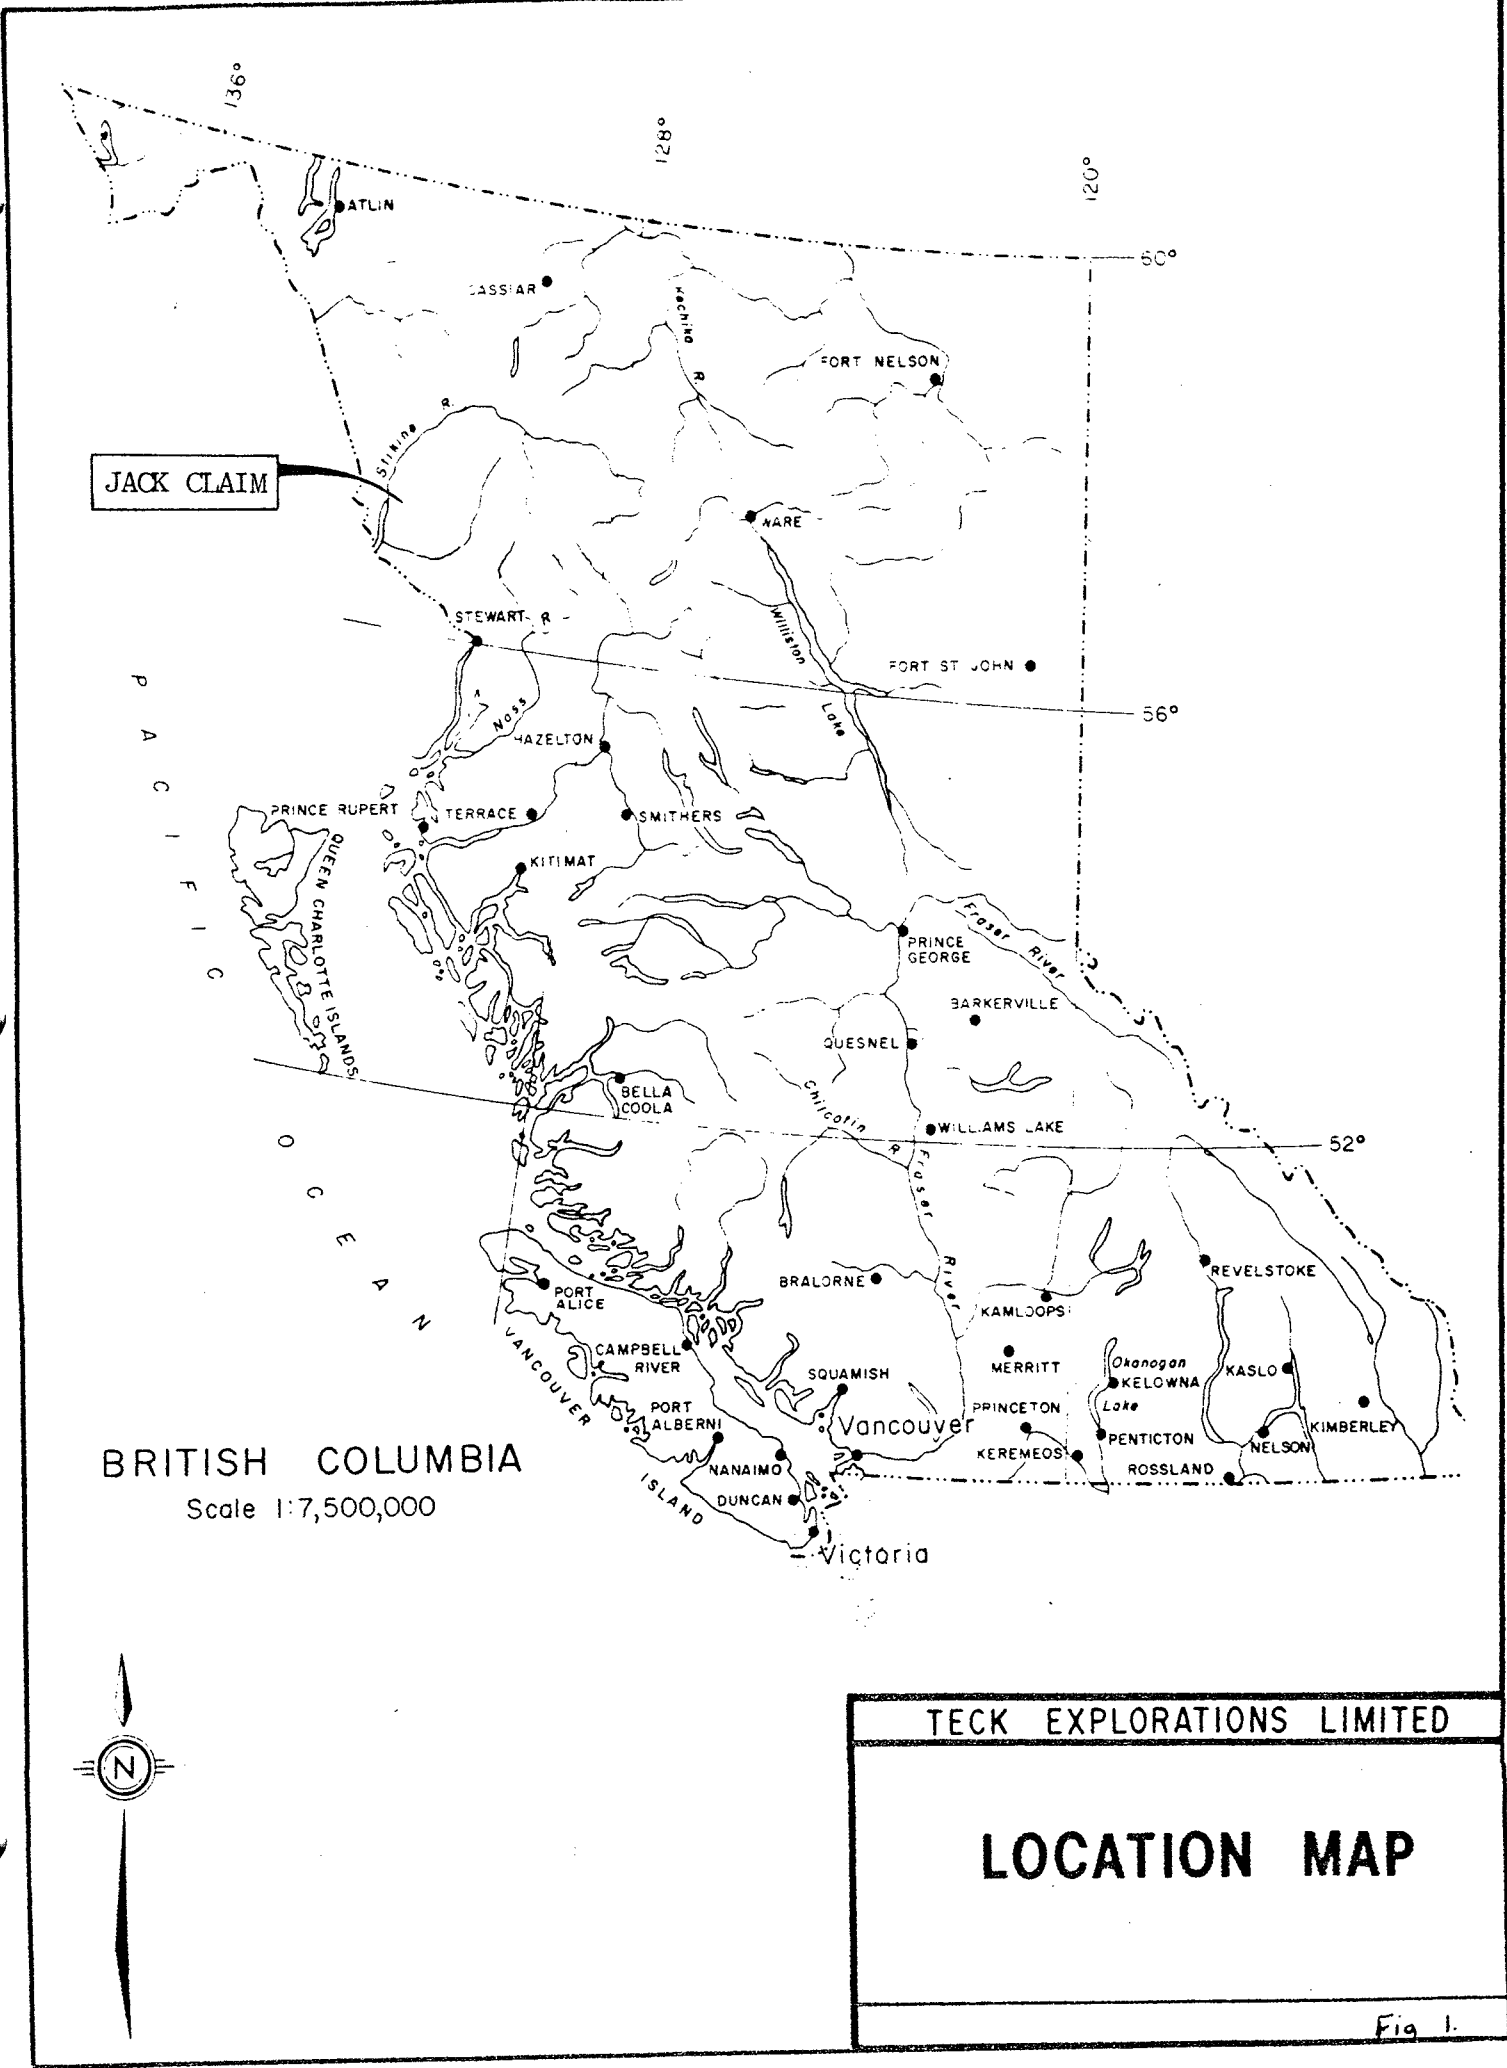 136°
128°
120°
ATLIN
60°
CASSIAR
Kechika R.
FORT NELSON
Stikine R.
JACK CLAIM
WARE
STEWART
R
Williston Lake
FORT ST JOHN
56°
Nass
HAZELTON
PACIFIC OCEAN
PRINCE RUPERT
TERRACE
SMITHERS
KITIMAT
QUEEN CHARLOTTE ISLANDS
Fraser River
PRINCE
GEORGE
BARKERVILLE
QUESNEL
BELLA
COOLA
Chilcotin R
WILLIAMS LAKE
52°
Fraser River
REVELSTOKE
BRALORNE
PORT
ALICE
KAMLOOPS
VANCOUVER ISLAND
CAMPBELL
RIVER
MERRITT
Okanogan
Lake
KELOWNA
KASLO
SQUAMISH
PORT
ALBERNI
PRINCETON
Vancouver
KIMBERLEY
PENTICTON
NELSON
KEREMEOS
NANAIMO
ROSSLAND
DUNCAN
Victoria
BRITISH COLUMBIA
Scale 1:7,500,000
N
TECK EXPLORATIONS LIMITED
LOCATION MAP
Fig 1.